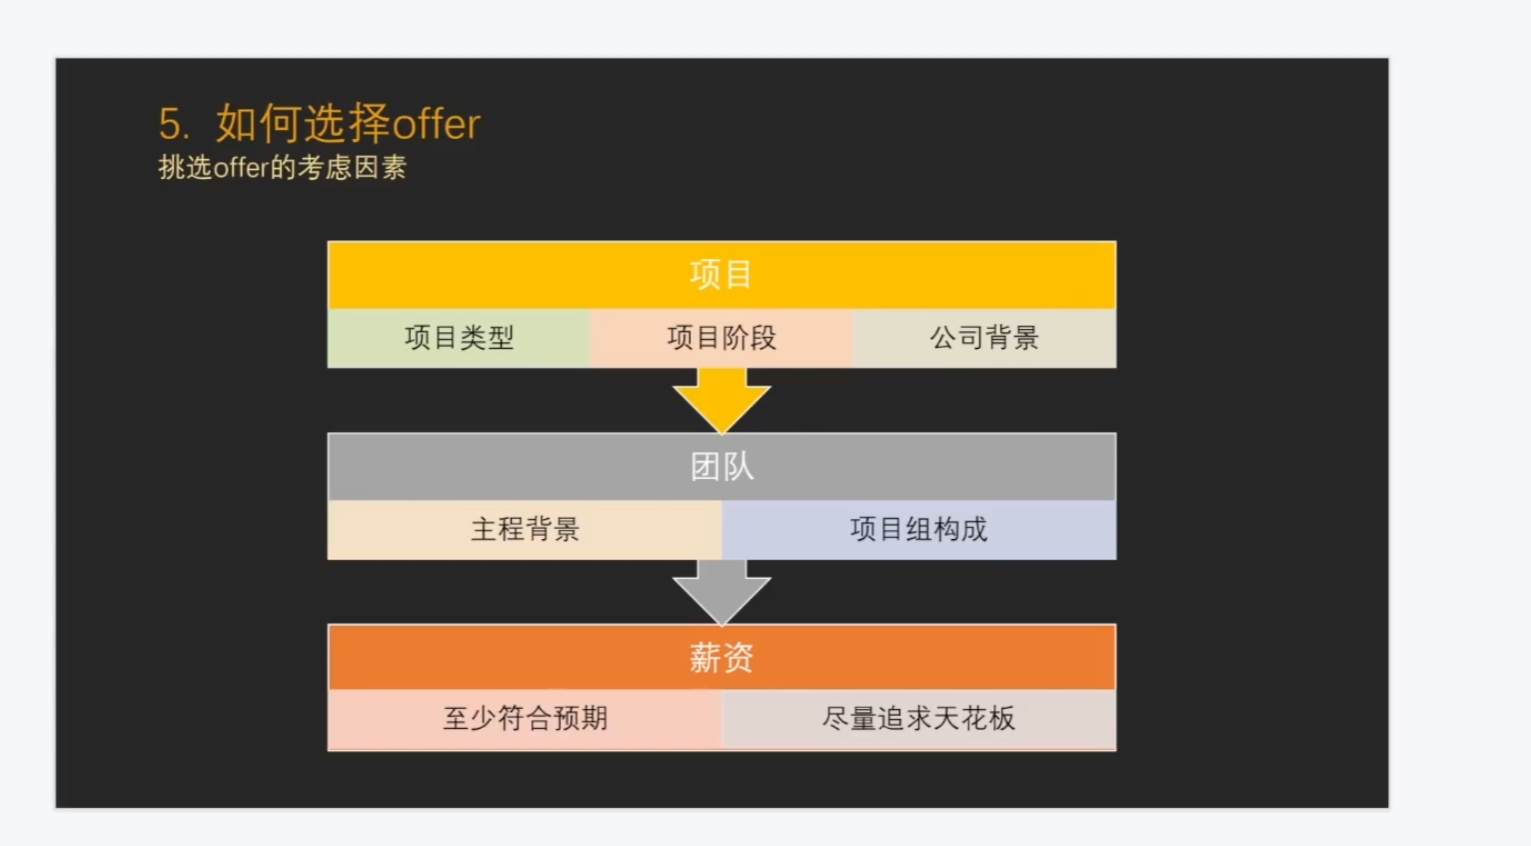 5. 如何选择offer
挑选offer的考虑因素
项目
项目类型
项目阶段
公司背景
团队
主程背景
项目组构成
薪资
至少符合预期
尽量追求天花板